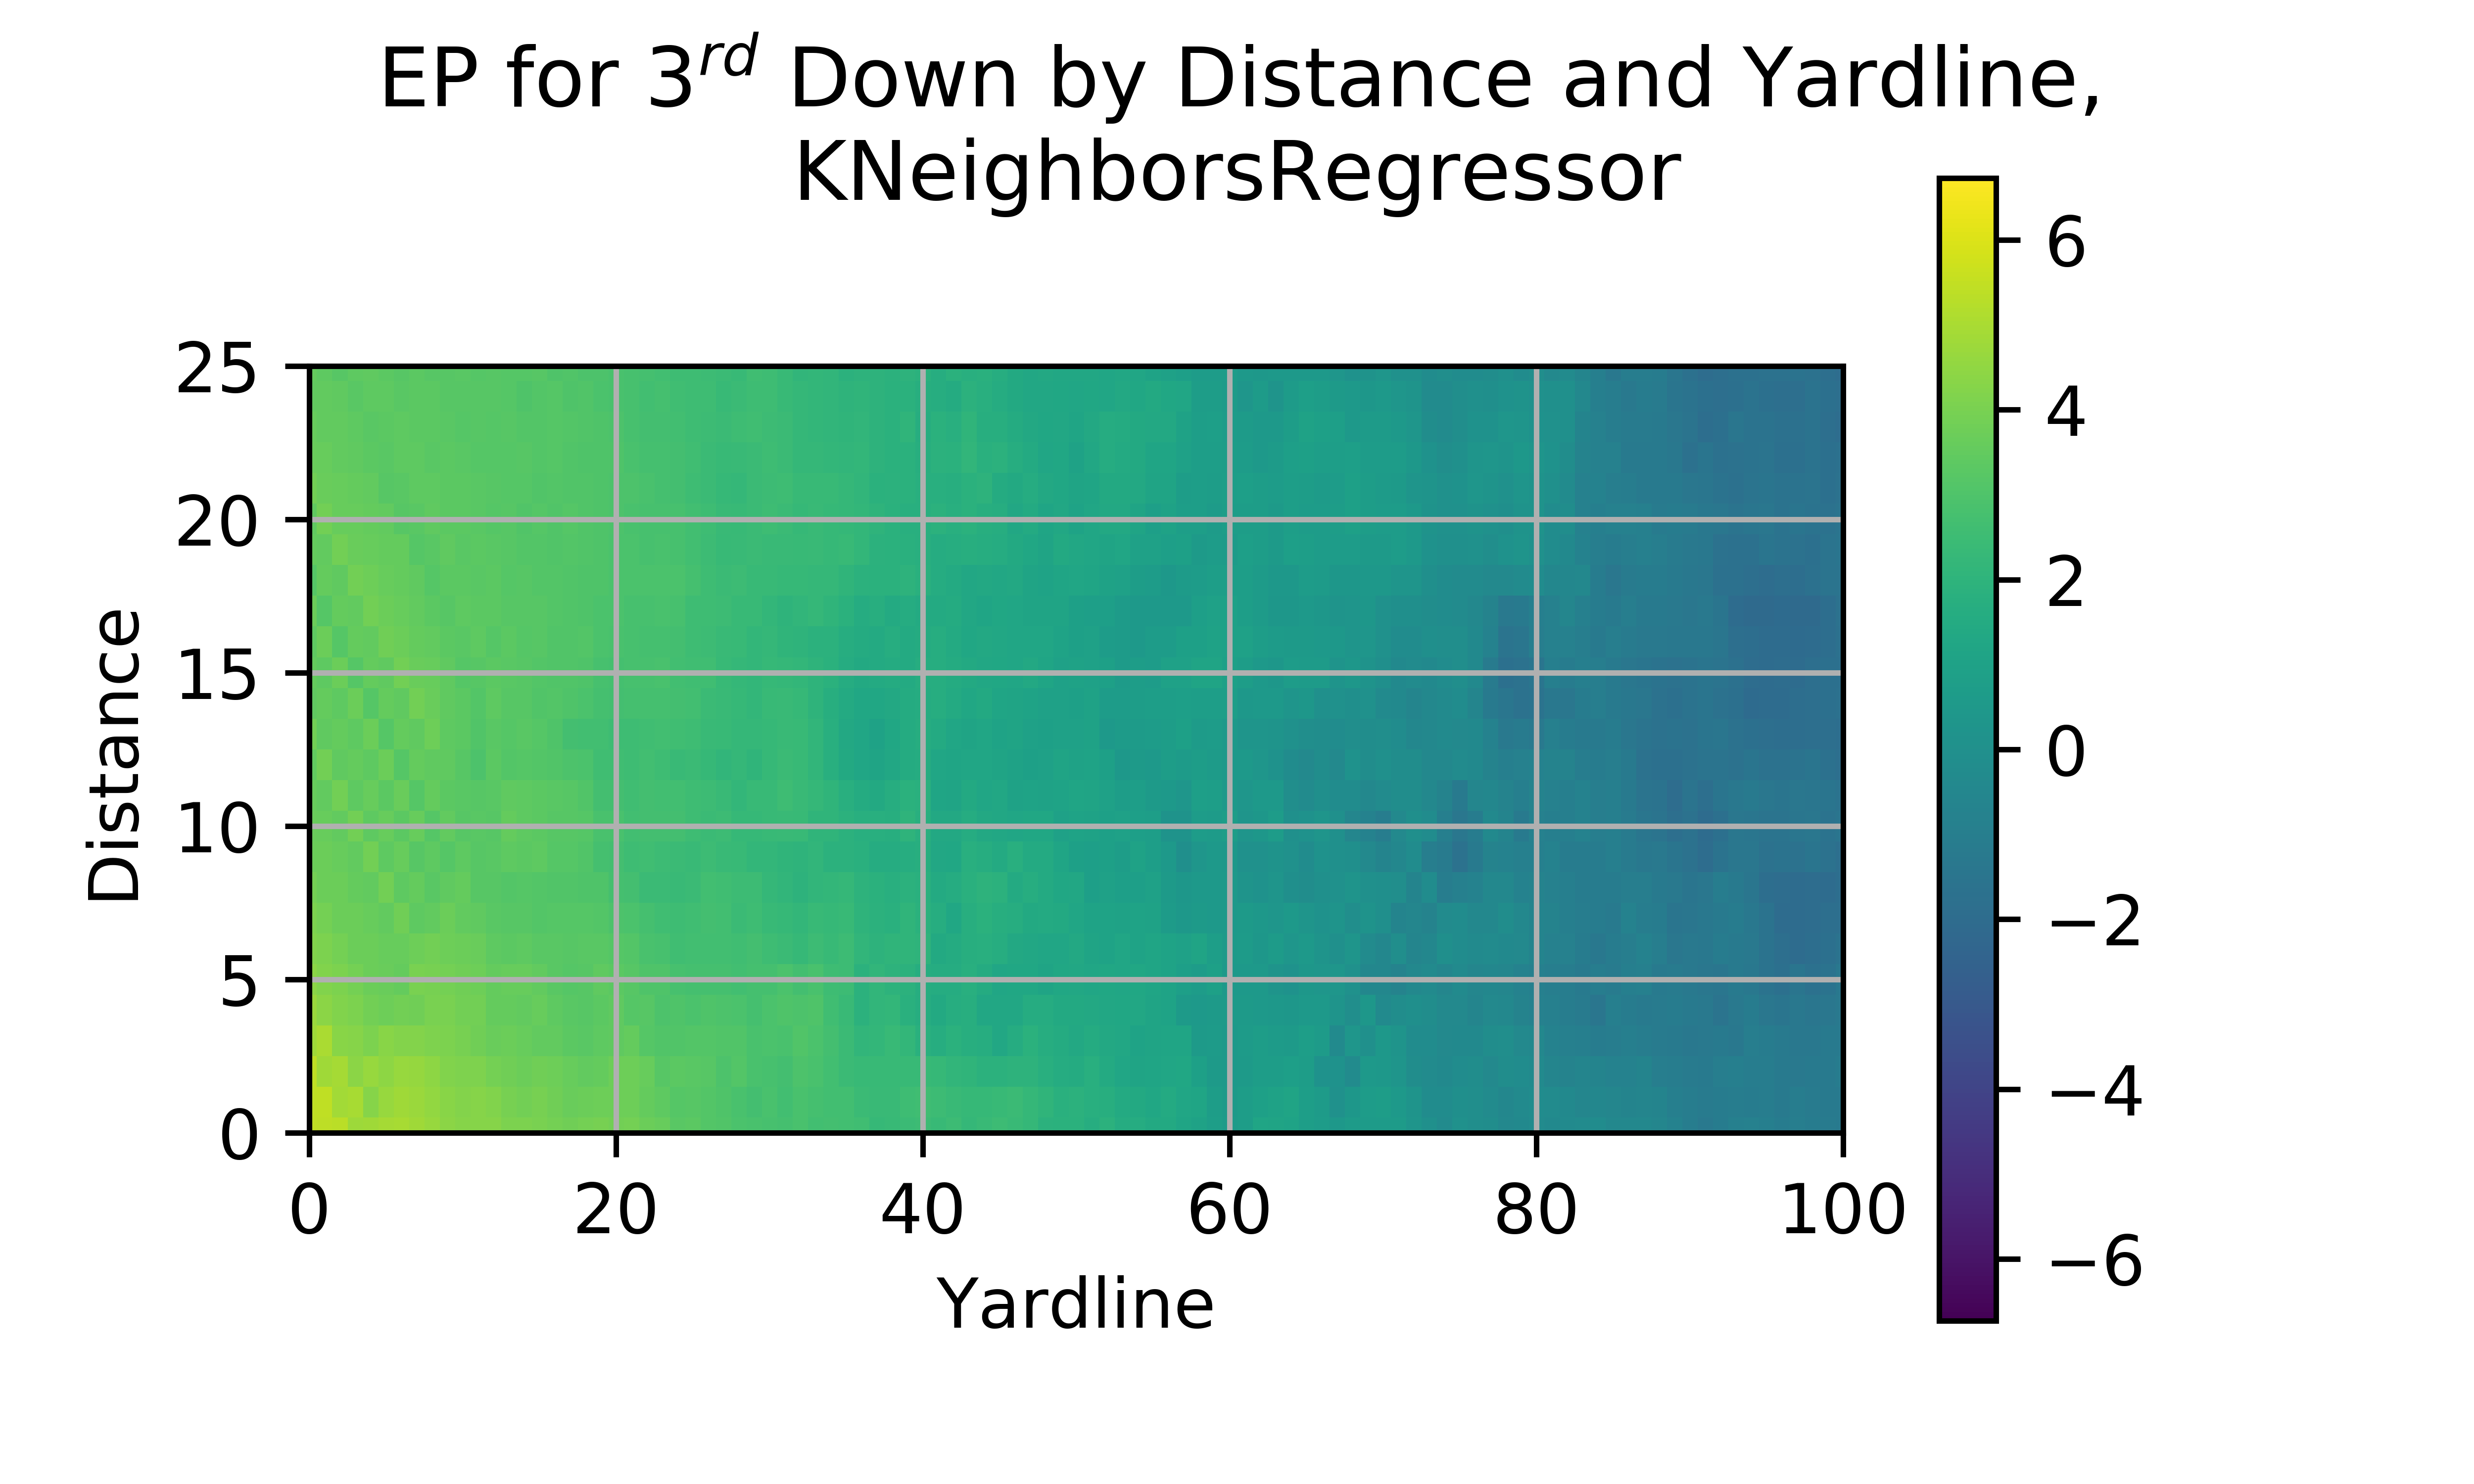 EP for 3rd Down by Distance and Yardline,
KNeighborsRegressor
6
4
2
0
−2
−4
−6
25
20
15
10
5
0
Distance
0 20 40 60 80 100
Yardline